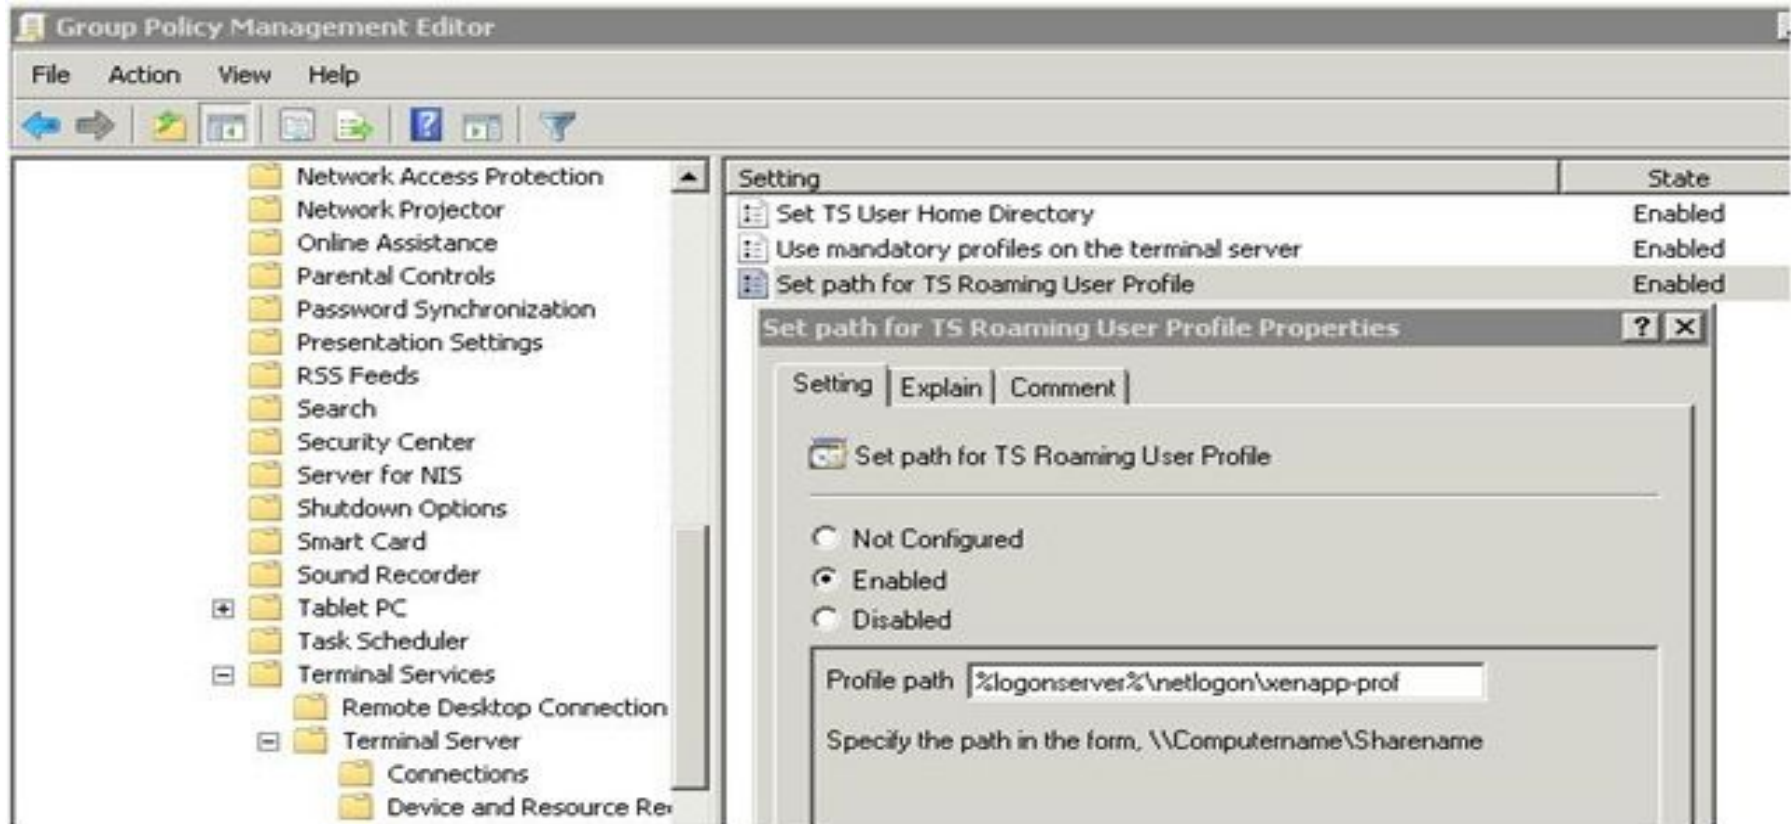 Group Policy Management Editor
File Action View Help
Network Access Protection
Network Projector
Online Assistance
Parental Controls
Password Synchronization
Presentation Settings
RSS Feeds
Search
Security Center
Server for NIS
Shutdown Options
Smart Card
Sound Recorder
Tablet PC
Task Scheduler
Terminal Services
Remote Desktop Connection
Terminal Server
Connections
Device and Resource
Setting State
Set TS User Home Directory Enabled
Use mandatory profiles on the terminal server Enabled
Set path for TS Roaming User Profile Enabled
Set path for TS Roaming User Profile Properties
Setting Explain Comment
Set path for TS Roaming User Profile
Not Configured
Enabled
Disabled
Profile path %logonserver%\netlogon\xenapp-prof
Specify the path in the form, \\Computername\Sharename